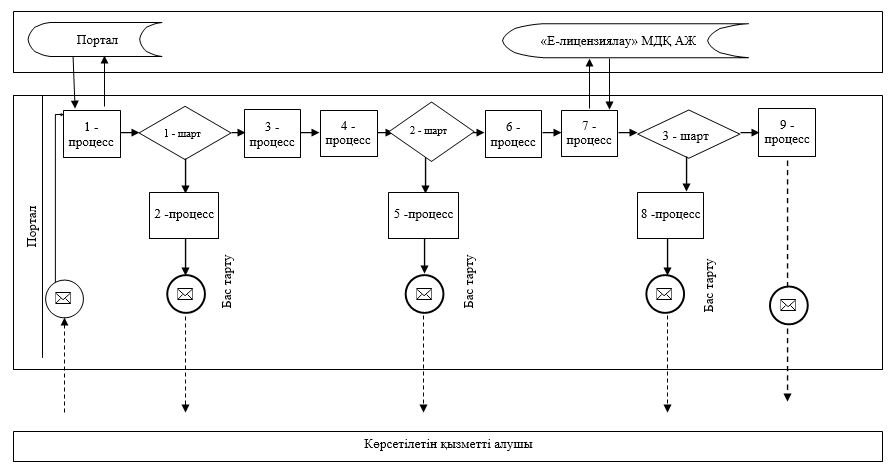 Портал
«Е-лицензиялау» МДҚ АЖ
1 -
процесс
1 - шарт
3 -
процесс
4 -
процесс
2 - шарт
6 -
процесс
7 -
процесс
3 - шарт
9 -
процесс
2 -процесс
5 -процесс
8 -процесс
Портал
Бас тарту
Бас тарту
Бас тарту
Көрсетілетін қызметті алушы